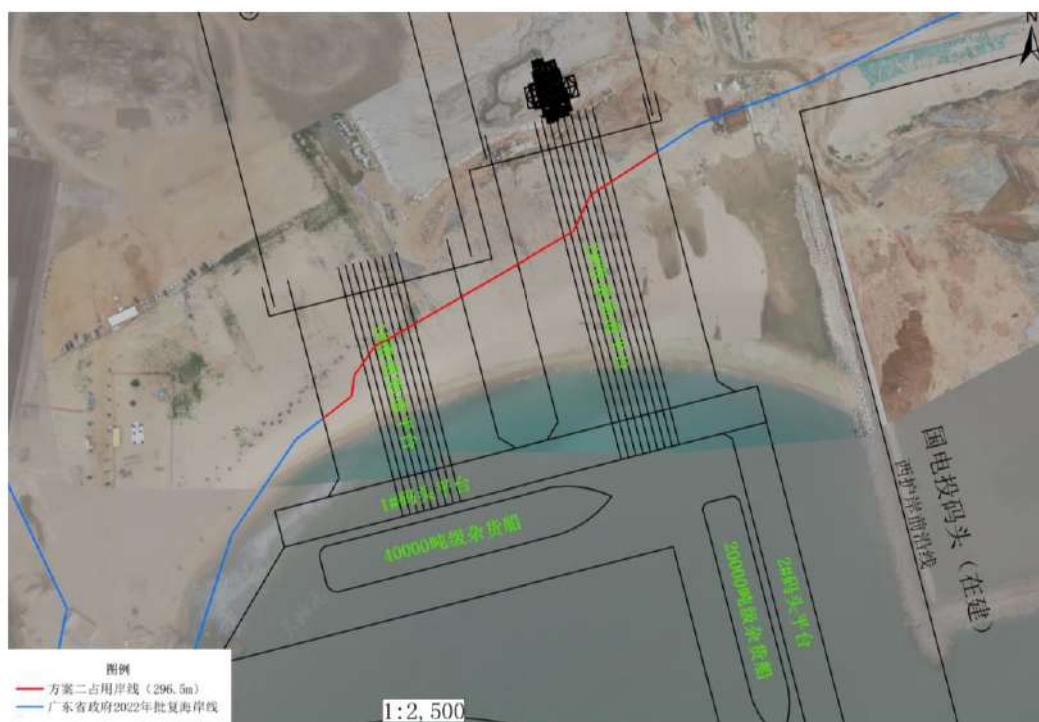 N
1#码头平台
40000吨级杂货船
20000吨级杂货船
2#码头平台
国电投码头（在建）
西护岸前沿线
图例
方案二占用岸线（296.5m）
广东省政府2022年批复海岸线
1:2,500